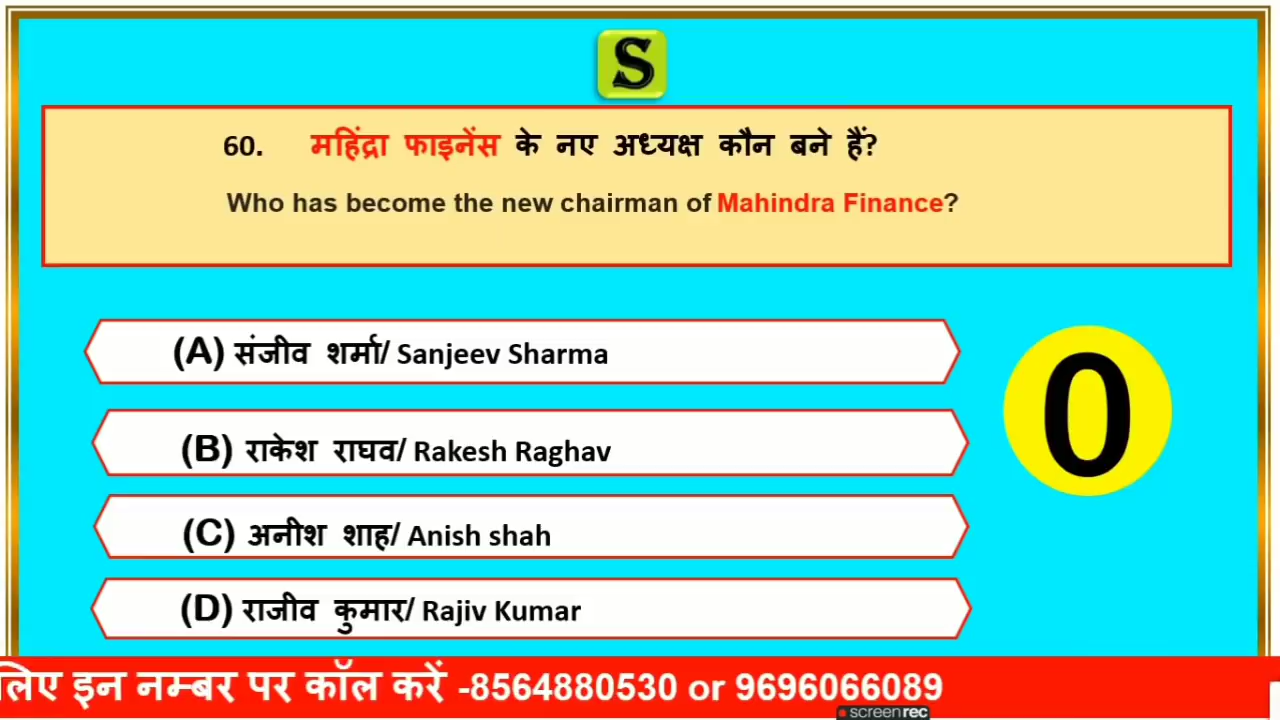 S
60. महिंद्रा फाइनेंस के नए अध्यक्ष कौन बने हैं?
Who has become the new chairman of Mahindra Finance?
(A) संजीव शर्मा/ Sanjeev Sharma
(B) राकेश राघव/ Rakesh Raghav
(C) अनीश शाह/ Anish shah
(D) राजीव कुमार/ Rajiv Kumar
0
लिए इन नम्बर पर कॉल करें -8564880530 or 9696066089
screenrec